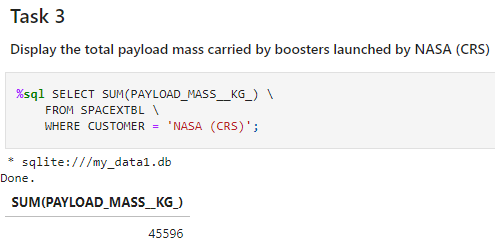 Task 3
Display the total payload mass carried by boosters launched by NASA (CRS)
%sql SELECT SUM(PAYLOAD_MASS__KG_) \
FROM SPACEXTBL \
WHERE CUSTOMER = 'NASA (CRS)';
* sqlite:///my_data1.db
Done.
SUM(PAYLOAD_MASS__KG_)
45596